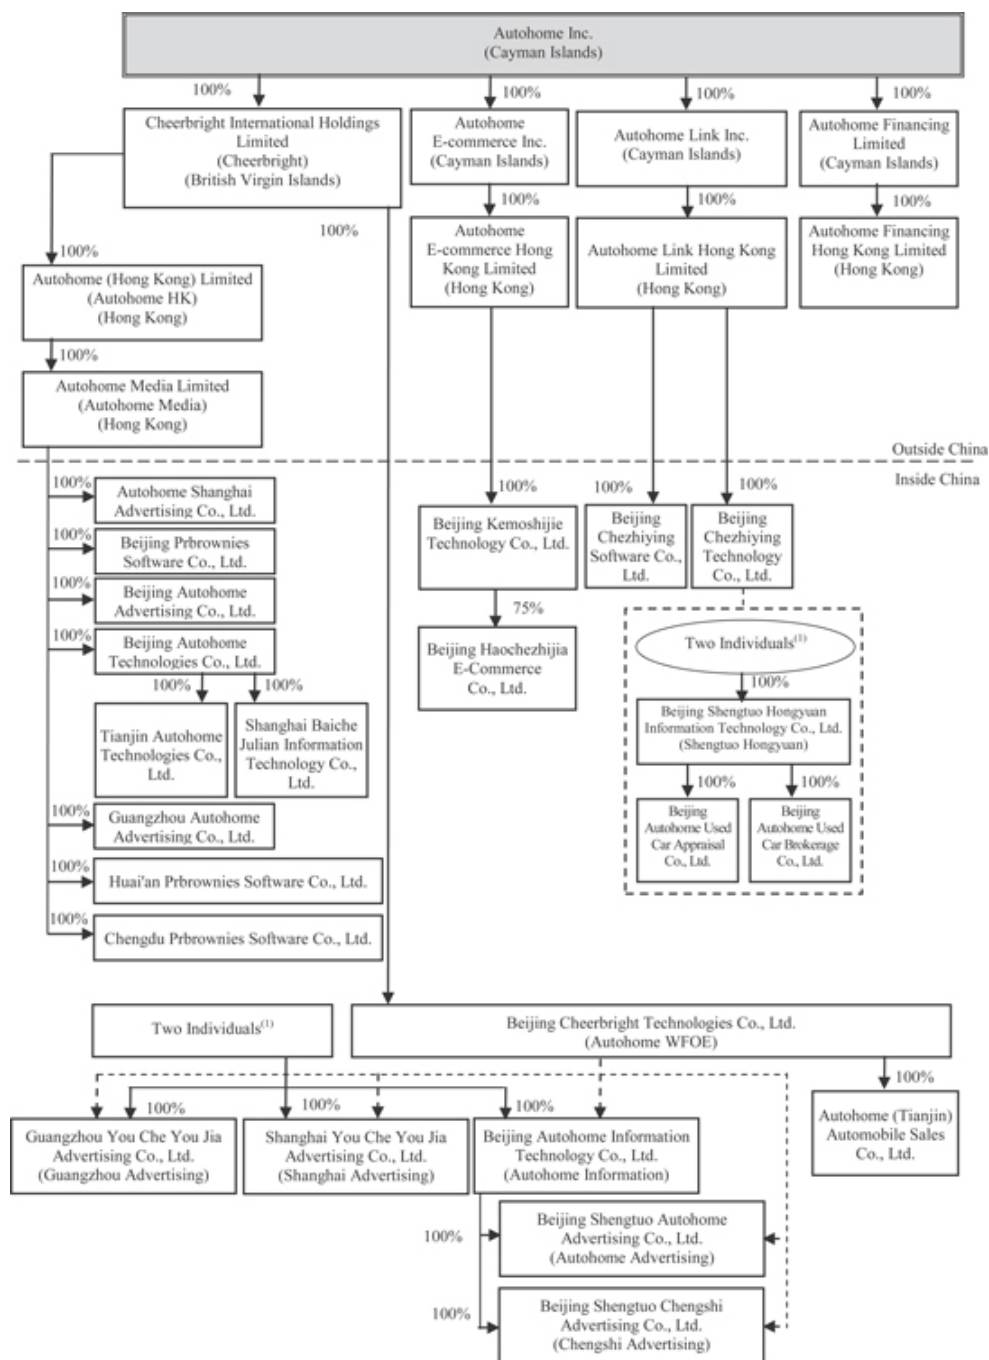 Autohome Inc.
(Cayman Islands)
100%
100%
100%
100%
Cheerbright International Holdings
Limited
(Cheerbright)
(British Virgin Islands)
Autohome
E-commerce Inc.
(Cayman Islands)
Autohome Link Inc.
(Cayman Islands)
Autohome Financing
Limited
(Cayman Islands)
100%
100%
100%
100%
100%
Autohome
E-commerce Hong
Kong Limited
(Hong Kong)
Autohome Link Hong Kong
Limited
(Hong Kong)
Autohome Financing
Hong Kong Limited
(Hong Kong)
Autohome (Hong Kong) Limited
(Autohome HK)
(Hong Kong)
100%
Autohome Media Limited
(Autohome Media)
(Hong Kong)
Outside China
Inside China
100%
Autohome Shanghai
Advertising Co., Ltd.
100%
Beijing Prbrownies
Software Co., Ltd.
100%
Beijing Autohome
Advertising Co., Ltd.
100%
Beijing Autohome
Technologies Co., Ltd.
100%
100%
Tianjin Autohome
Technologies Co.,
Ltd.
Shanghai Baiche
Julian Information
Technology Co.,
Ltd.
100%
Guangzhou Autohome
Advertising Co., Ltd.
100%
Huai'an Prbrownies Software Co., Ltd.
100%
Chengdu Prbrownies Software Co., Ltd.
100%
Beijing Kemoshijie
Technology Co., Ltd.
75%
Beijing Haochezhijia
E-Commerce
Co., Ltd.
100%
Beijing
Chezhiying
Software Co.,
Ltd.
100%
Beijing
Chezhiying
Technology
Co., Ltd.
Two Individuals(1)
100%
Beijing Shengtuo Hongyuan
Information Technology Co., Ltd.
(Shengtuo Hongyuan)
100%
100%
Beijing
Autohome Used
Car Appraisal
Co., Ltd.
Beijing
Autohome Used
Car Brokerage
Co., Ltd.
Two Individuals(1)
Beijing Cheerbright Technologies Co., Ltd.
(Autohome WFOE)
100%
100%
100%
100%
Guangzhou You Che You Jia
Advertising Co., Ltd.
(Guangzhou Advertising)
Shanghai You Che You Jia
Advertising Co., Ltd.
(Shanghai Advertising)
Beijing Autohome Information
Technology Co., Ltd.
(Autohome Information)
Autohome (Tianjin)
Automobile Sales
Co., Ltd.
100%
Beijing Shengtuo Autohome
Advertising Co., Ltd.
(Autohome Advertising)
100%
Beijing Shengtuo Chengshi
Advertising Co., Ltd.
(Chengshi Advertising)